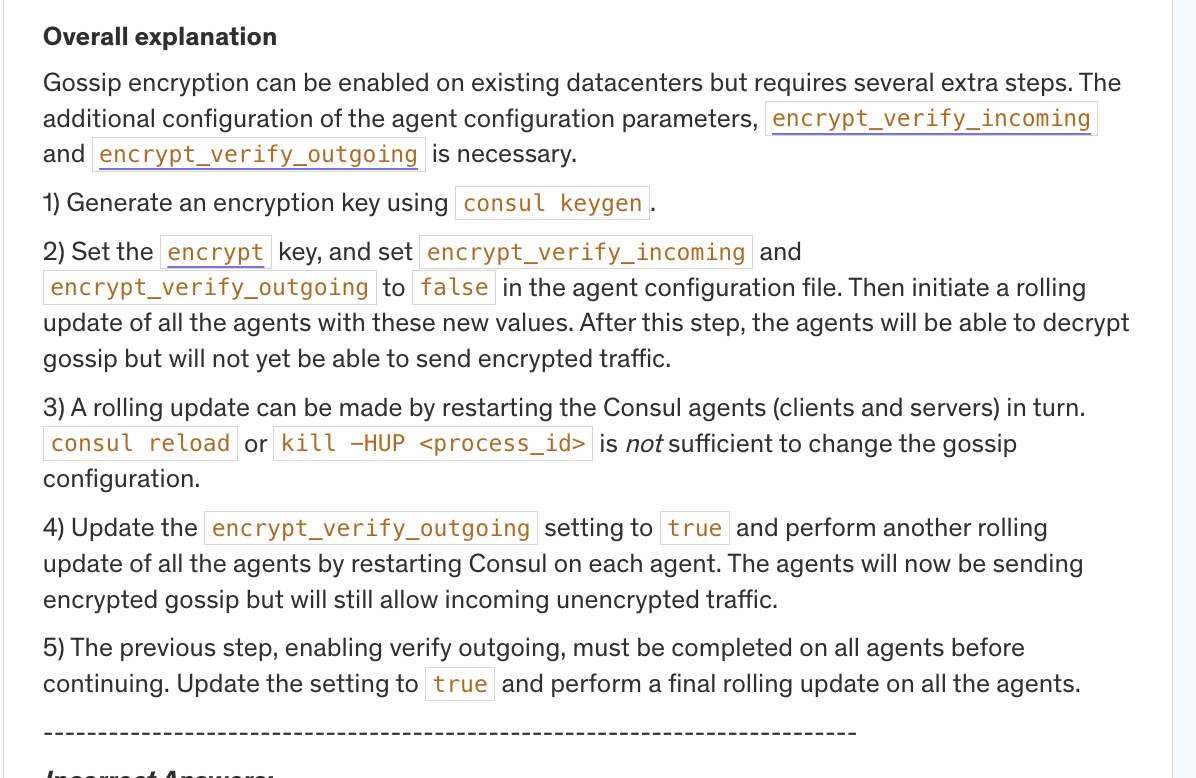 Overall explanation
Gossip encryption can be enabled on existing datacenters but requires several extra steps. The
additional configuration of the agent configuration parameters, encrypt_verify_incoming
and encrypt_verify_outgoing is necessary.
1) Generate an encryption key using consul keygen.
2) Set the encrypt key, and set encrypt_verify_incoming and
encrypt_verify_outgoing to false in the agent configuration file. Then initiate a rolling
update of all the agents with these new values. After this step, the agents will be able to decrypt
gossip but will not yet be able to send encrypted traffic.
3) A rolling update can be made by restarting the Consul agents (clients and servers) in turn.
consul reload or kill -HUP <process_id> is not sufficient to change the gossip
configuration.
4) Update the encrypt_verify_outgoing setting to true and perform another rolling
update of all the agents by restarting Consul on each agent. The agents will now be sending
encrypted gossip but will still allow incoming unencrypted traffic.
5) The previous step, enabling verify outgoing, must be completed on all agents before
continuing. Update the setting to true and perform a final rolling update on all the agents.
---------------------------------------------------------------------------
Incorrect Answers: